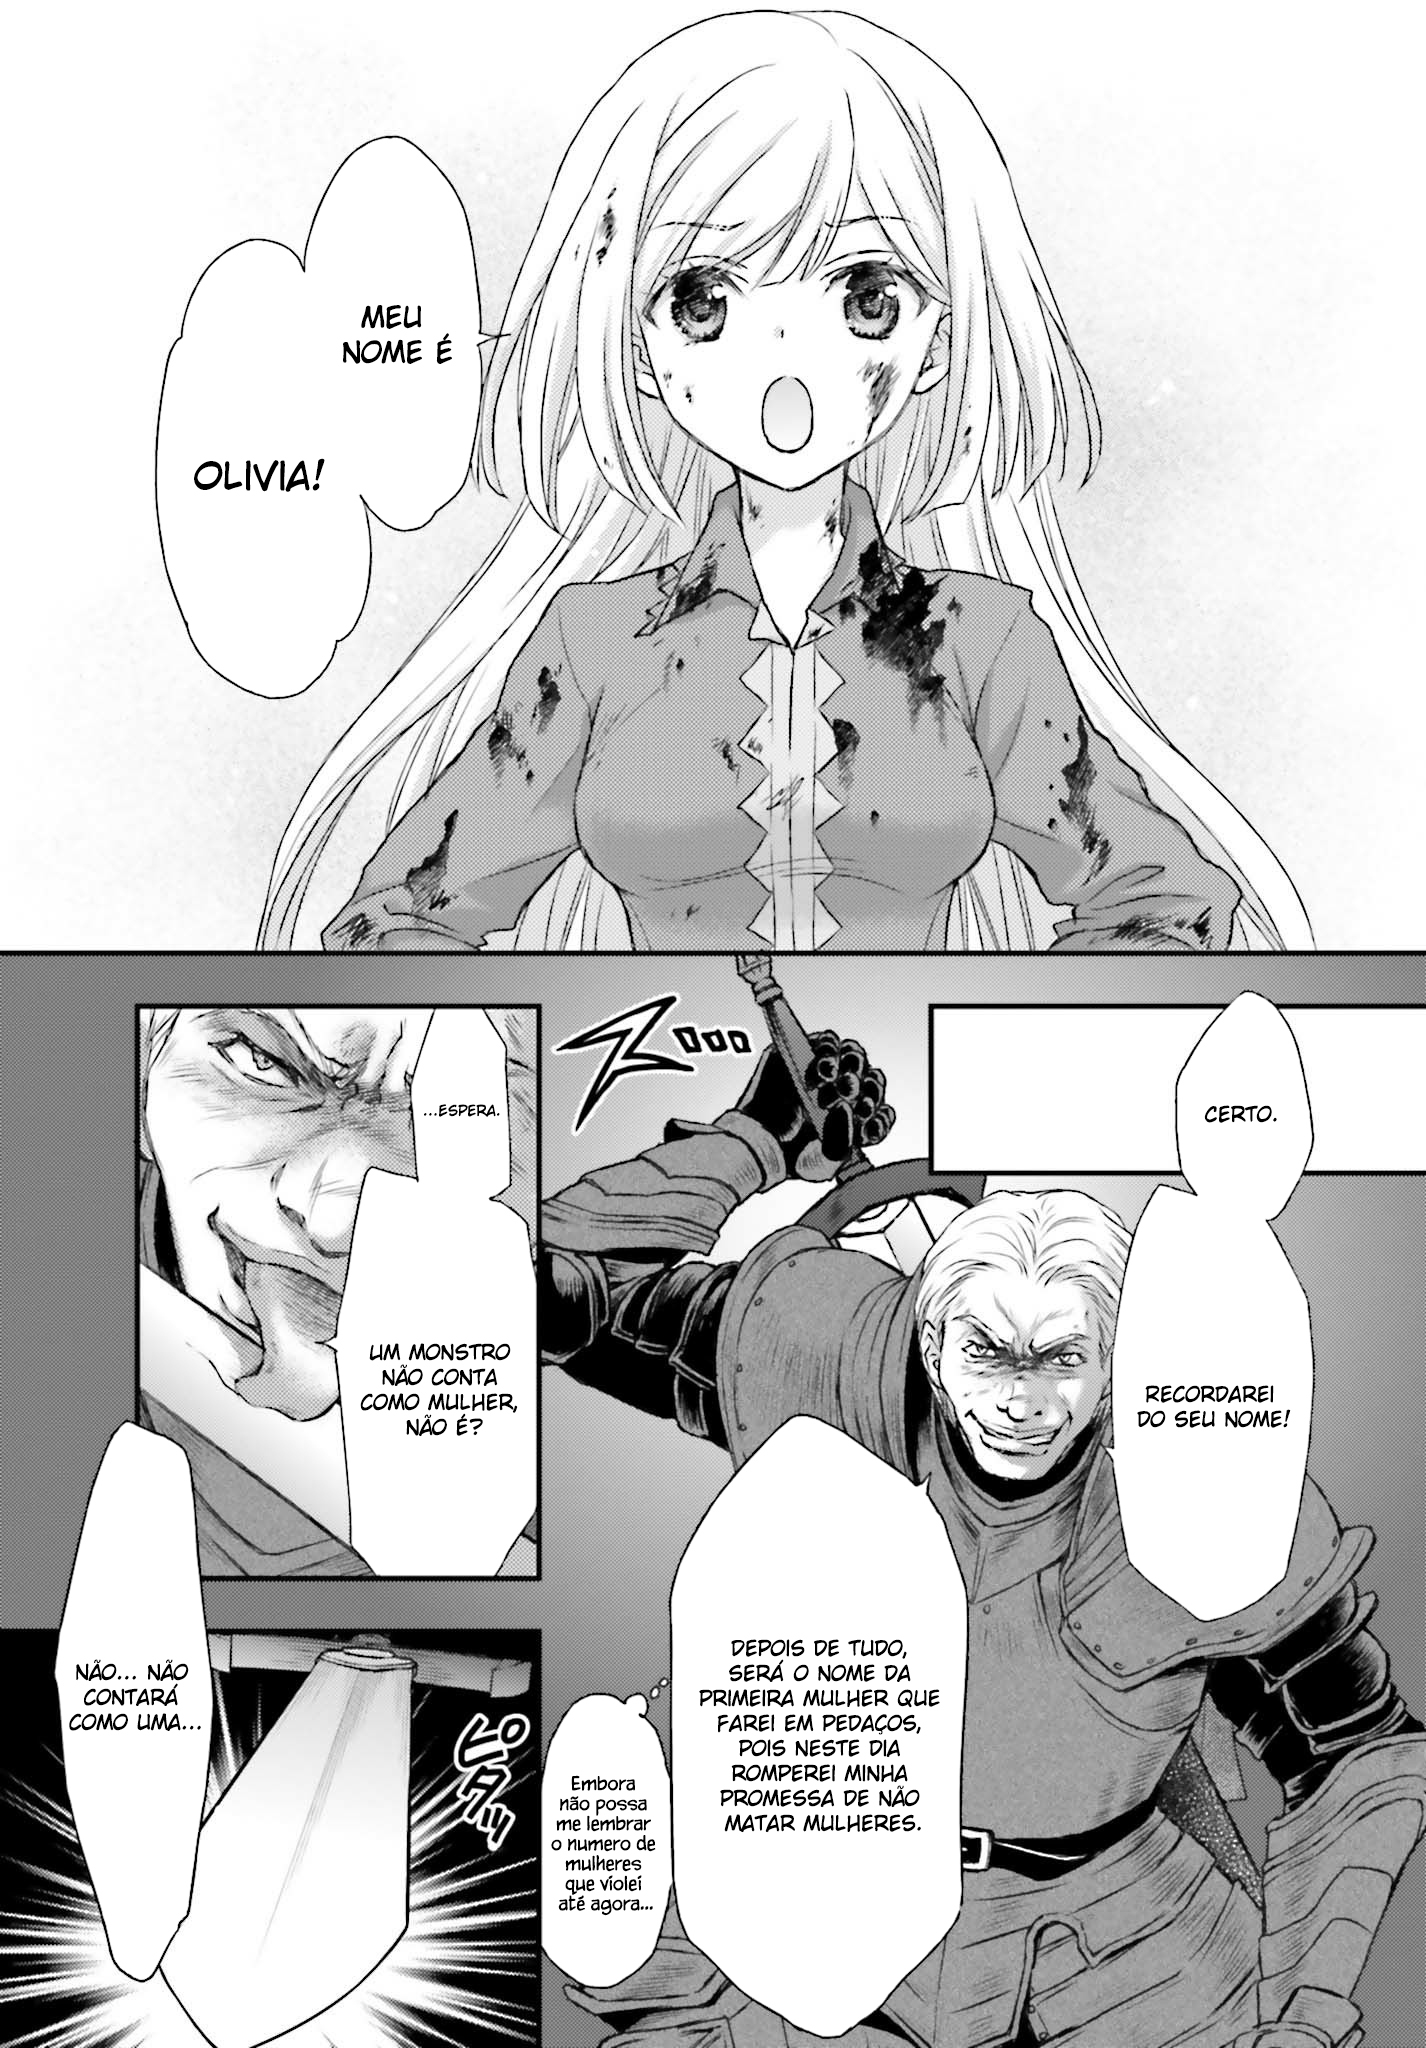 MEU
NOME É
OLIVIA!
CERTO.
RECORDAREI
DO SEU NOME!
DEPOIS DE TUDO,
SERÁ O NOME DA
PRIMEIRA MULHER QUE
FAREI EM PEDAÇOS,
POIS NESTE DIA
ROMPEREI MINHA
PROMESSA DE NÃO
MATAR MULHERES.
Embora
não possa
me lembrar
o numero de
mulheres
que violei
até agora...
...ESPERA.
UM MONSTRO
NÃO CONTA
COMO MULHER,
NÃO É?
NÃO... NÃO
CONTARÁ
COMO UMA...
ピタッ